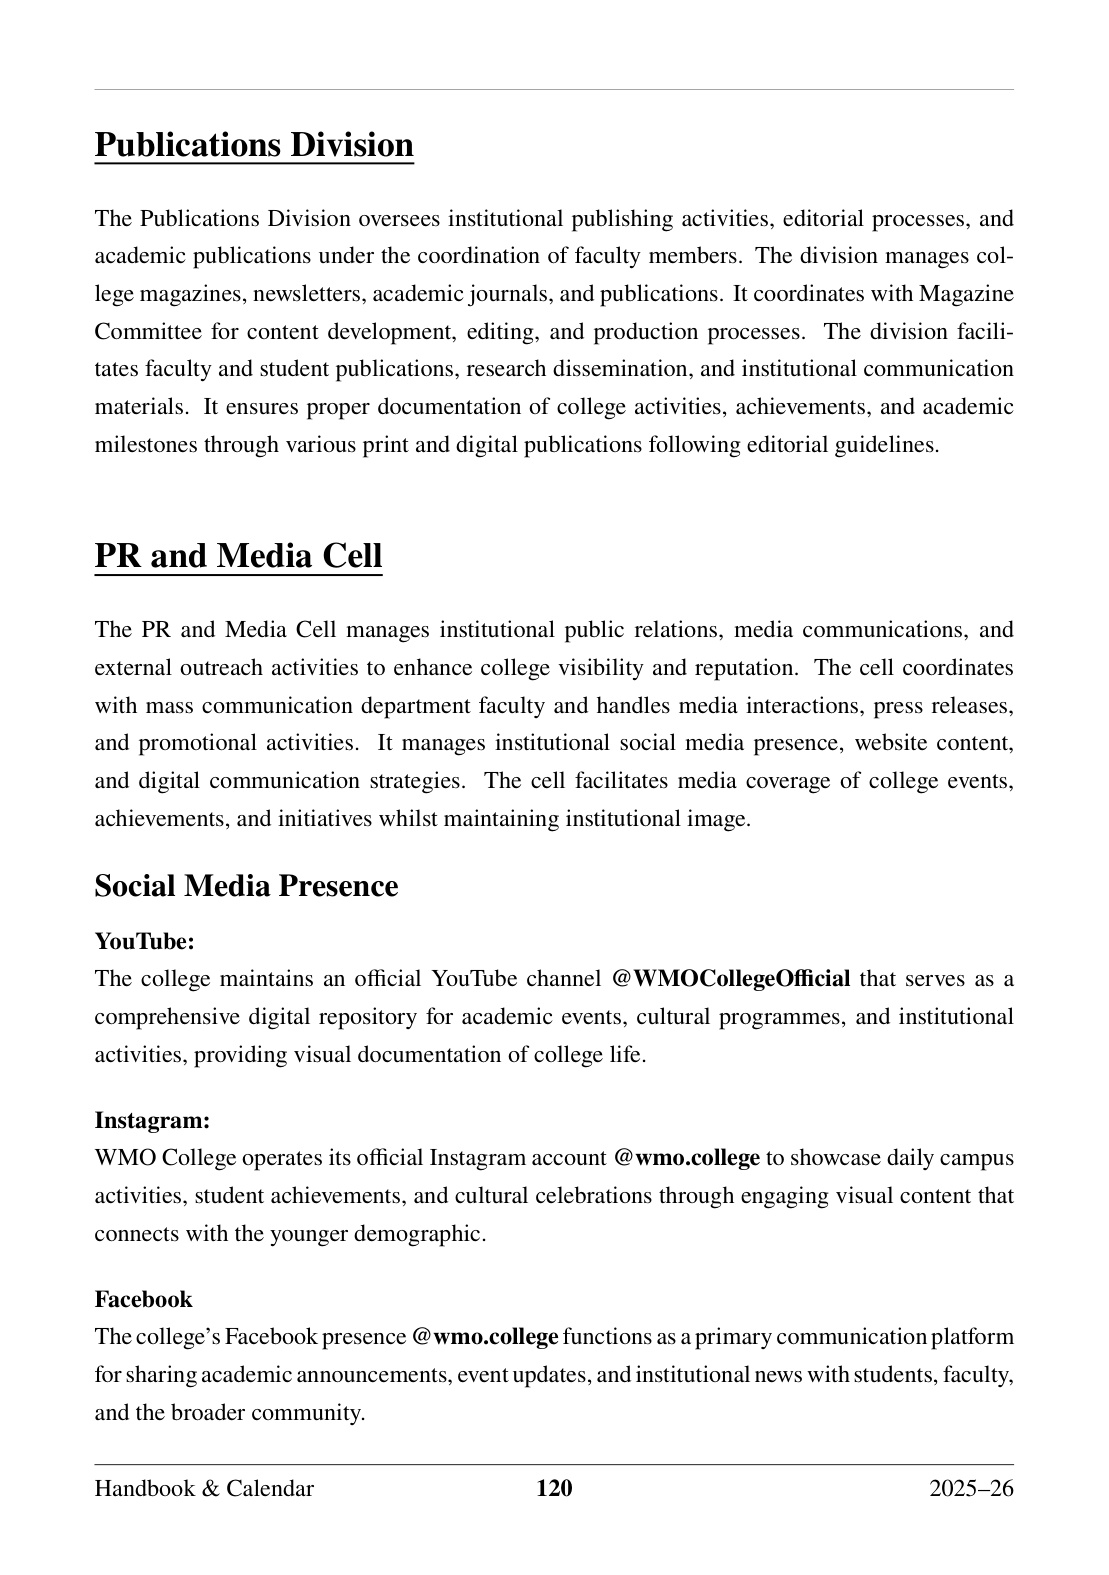 Publications Division
The Publications Division oversees institutional publishing activities, editorial processes, and
academic publications under the coordination of faculty members. The division manages col-
lege magazines, newsletters, academic journals, and publications. It coordinates with Magazine
Committee for content development, editing, and production processes. The division facili-
tates faculty and student publications, research dissemination, and institutional communication
materials. It ensures proper documentation of college activities, achievements, and academic
milestones through various print and digital publications following editorial guidelines.
PR and Media Cell
The PR and Media Cell manages institutional public relations, media communications, and
external outreach activities to enhance college visibility and reputation. The cell coordinates
with mass communication department faculty and handles media interactions, press releases,
and promotional activities. It manages institutional social media presence, website content,
and digital communication strategies. The cell facilitates media coverage of college events,
achievements, and initiatives whilst maintaining institutional image.
Social Media Presence
YouTube:
The college maintains an official YouTube channel @WMOCollegeOfficial that serves as a
comprehensive digital repository for academic events, cultural programmes, and institutional
activities, providing visual documentation of college life.
Instagram:
WMO College operates its official Instagram account @wmo.college to showcase daily campus
activities, student achievements, and cultural celebrations through engaging visual content that
connects with the younger demographic.
Facebook
The college's Facebook presence @wmo.college functions as a primary communication platform
for sharing academic announcements, event updates, and institutional news with students, faculty,
and the broader community.
Handbook & Calendar 120 2025–26